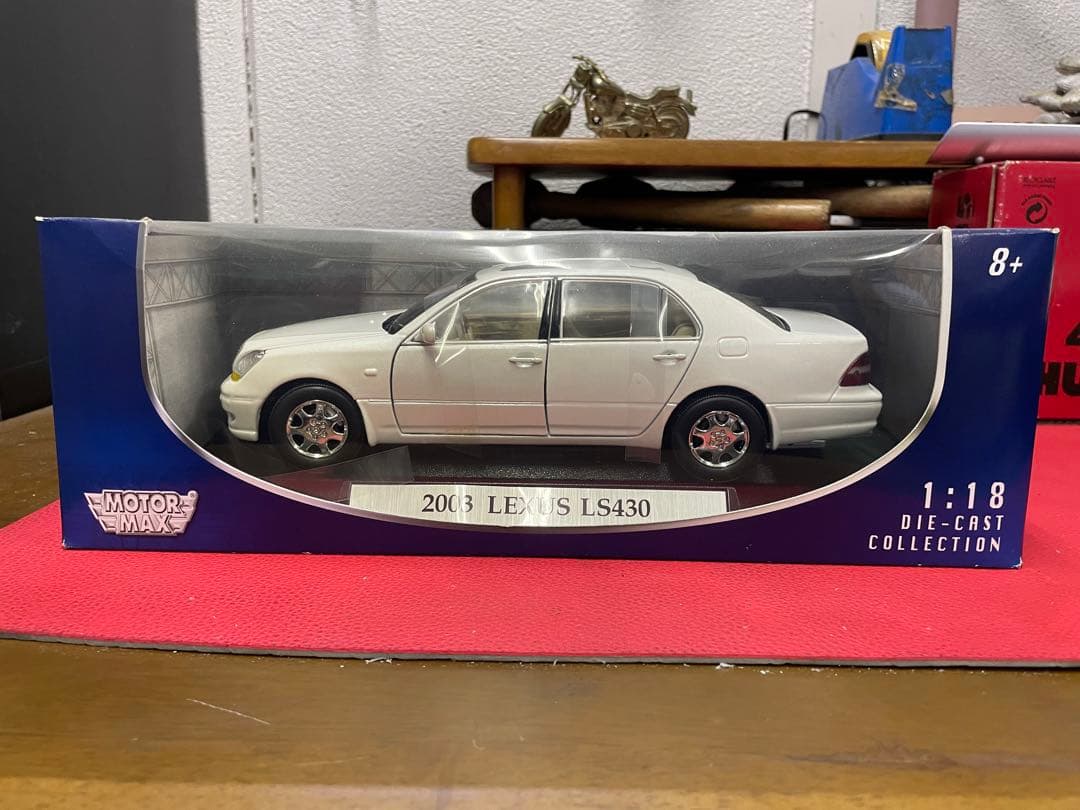 8+
MOTOR
MAX
2003 LEXUS LS430
1:18
DIE-CAST
COLLECTION